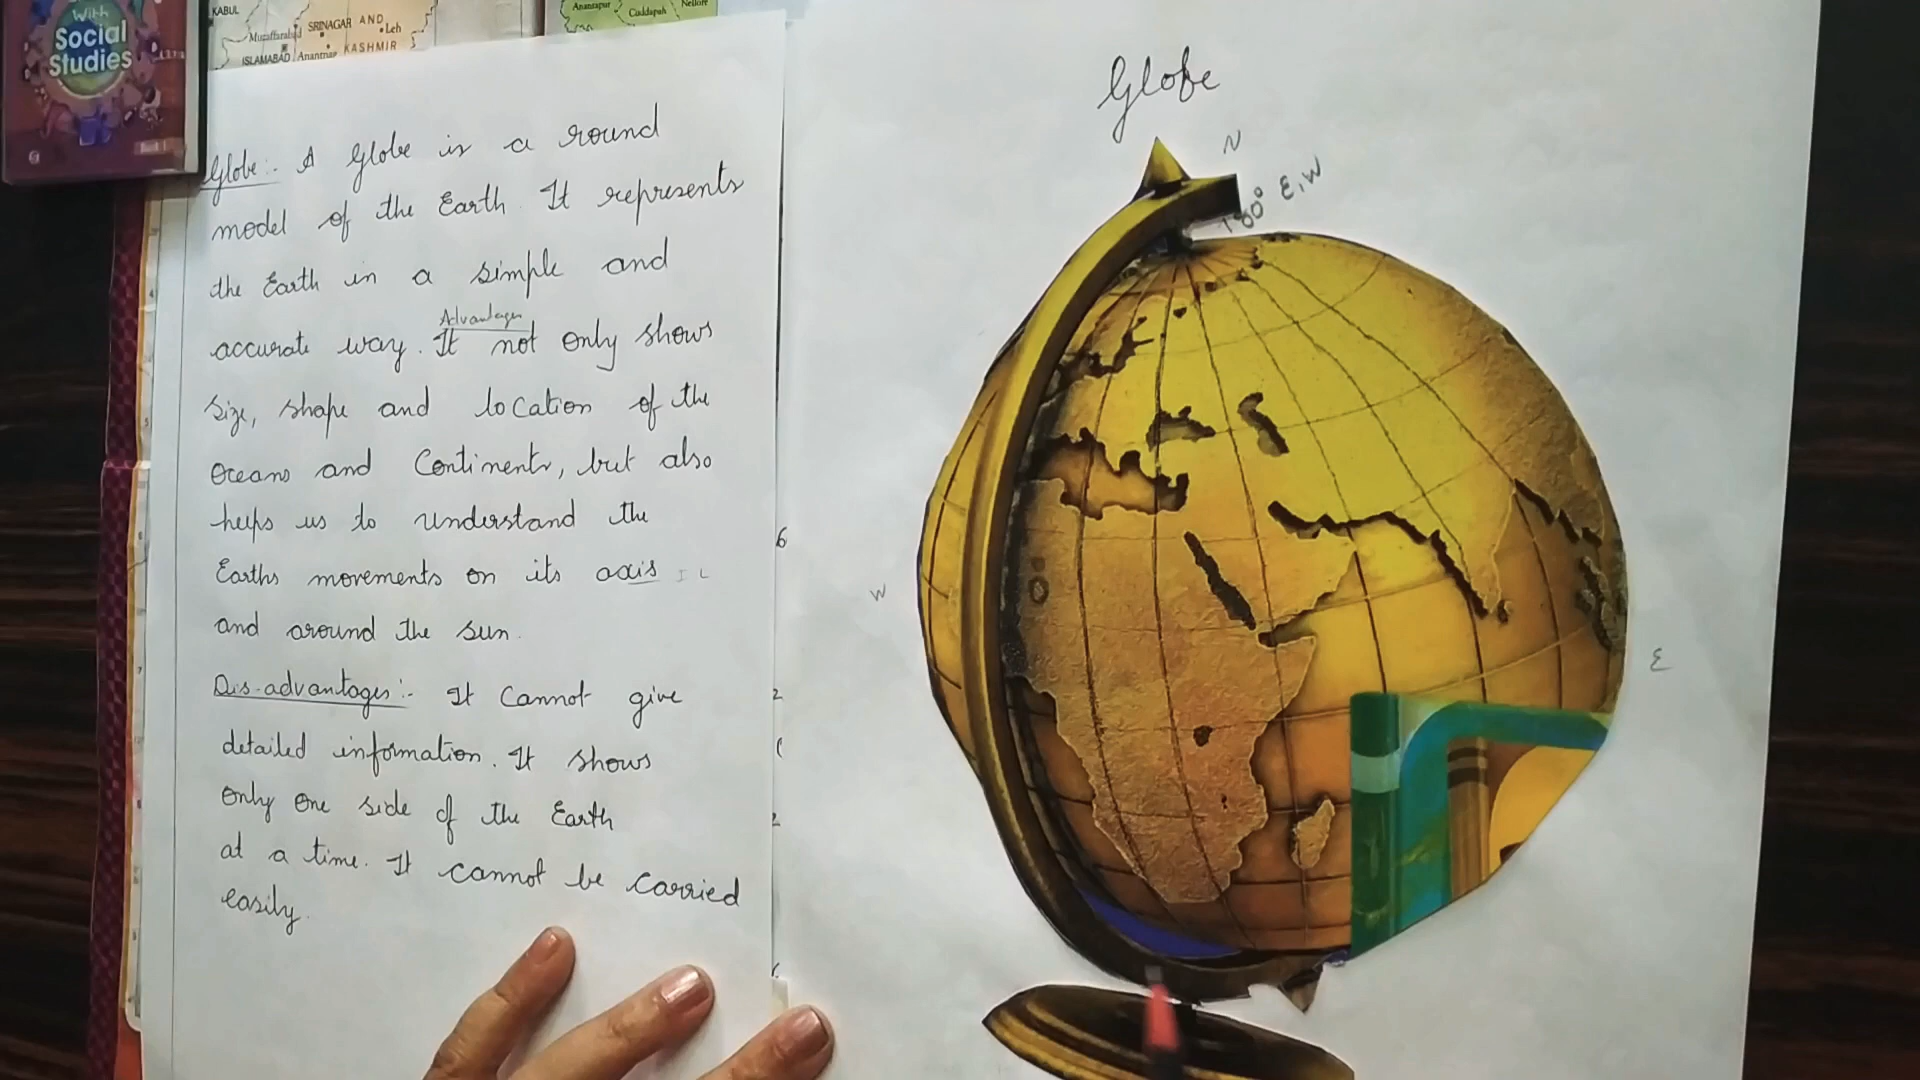 With
Social
Studies
KABUL
Muzaffarabad
SRINAGAR
AND
Leh
KASHMIR
ISLAMABAD
Anantnag
Anantapur
Cuddapah
Nellore
Globe:- A Globe is a round
model of the Earth. It represents
the Earth in a simple and
Advantages
accurate way. It not only shows
size, shape and location of the
Oceans and Continents, but also
helps us to understand the
Earths movements on its axis
and around the sun.
Dis-advantages:- It Cannot give
detailed information. It shows
only one side of the Earth
at a time. It cannot be carried
easily.
Globe
N
180° E, W
0°
W
E